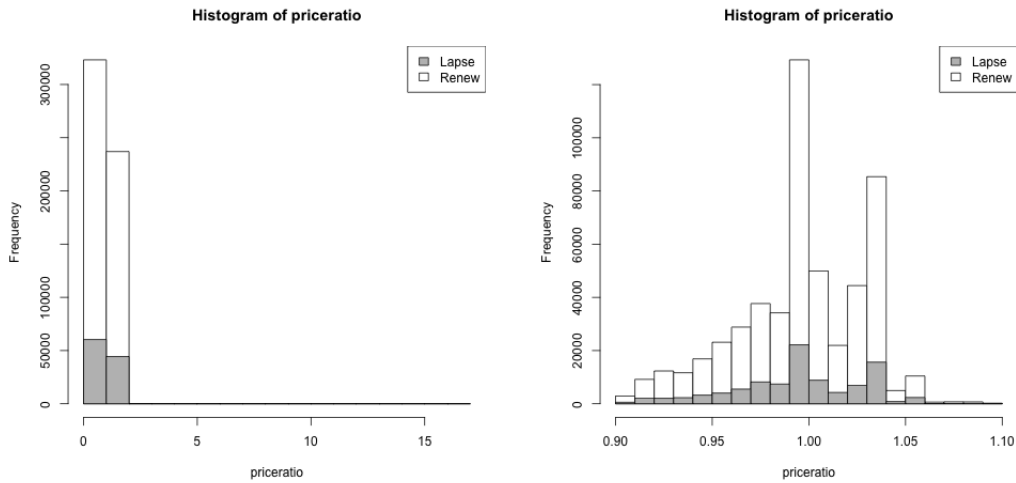 Histogram of priceratio
Lapse
Renew
Frequency
300000
200000
100000
50000
0
0
5
10
15
priceratio
Histogram of priceratio
Lapse
Renew
Frequency
100000
80000
60000
40000
20000
0
0.90
0.95
1.00
1.05
1.10
priceratio